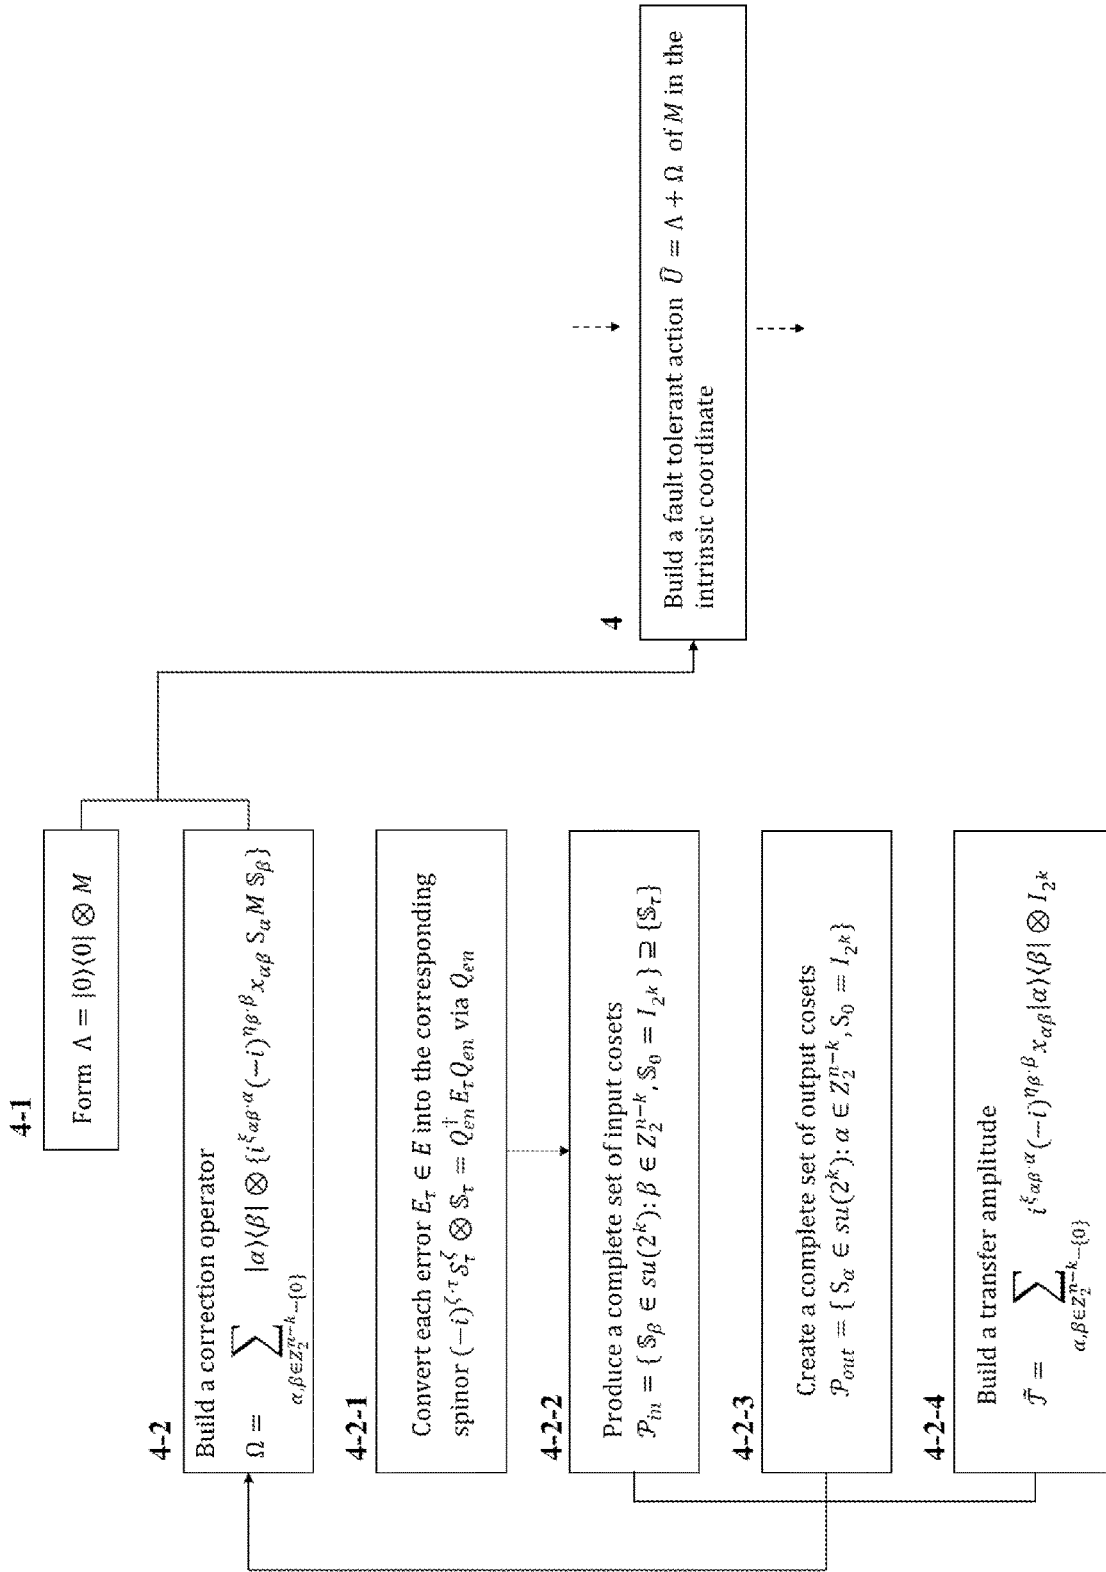 4-1
Form Λ = |0⟩⟨0| ⊗ M
4-2
Build a correction operator
Ω = ∑ |α⟩⟨β| ⊗ {i^{ξ_{αβ}·α}(−i)^{η_β·β} x_{αβ} S_α M 𝕊_β}
α,β∈Z_2^{n−k}−{0}
4-2-1
Convert each error E_τ ∈ E into the corresponding
spinor (−i)^{ζ·τ} 𝒮_τ^ζ ⊗ 𝕊_τ = Q_{en}^† E_τ Q_{en} via Q_{en}
4-2-2
Produce a complete set of input cosets
𝒫_{in} = { 𝕊_β ∈ su(2^k): β ∈ Z_2^{n−k}, 𝕊_0 = I_{2^k} } ⊇ {𝕊_τ}
4-2-3
Create a complete set of output cosets
𝒫_{out} = { S_α ∈ su(2^k): α ∈ Z_2^{n−k}, S_0 = I_{2^k}}
4-2-4
Build a transfer amplitude
𝒯̂ = ∑ i^{ξ_{αβ}·α}(−i)^{η_β·β} x_{αβ}|α⟩⟨β| ⊗ I_{2^k}
α,β∈Z_2^{n−k}−{0}
4
Build a fault tolerant action Û = Λ + Ω of M in the
intrinsic coordinate